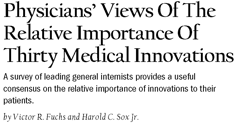 Physicians’ Views Of The
Relative Importance Of
Thirty Medical Innovations
A survey of leading general internists provides a useful
consensus on the relative importance of innovations to their
patients.
by Victor R. Fuchs and Harold C. Sox Jr.